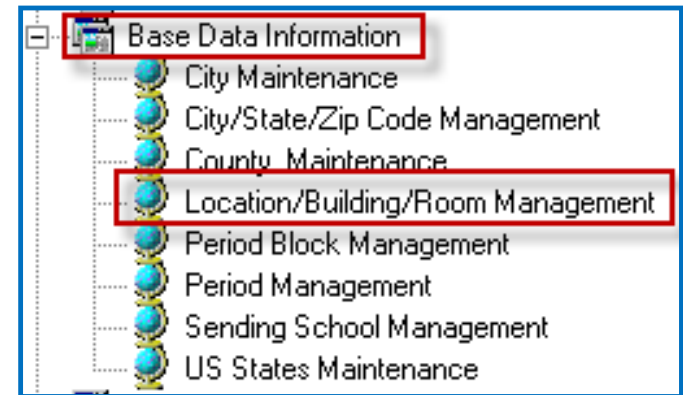 Base Data Information
City Maintenance
City/State/Zip Code Management
County Maintenance
Location/Building/Room Management
Period Block Management
Period Management
Sending School Management
US States Maintenance